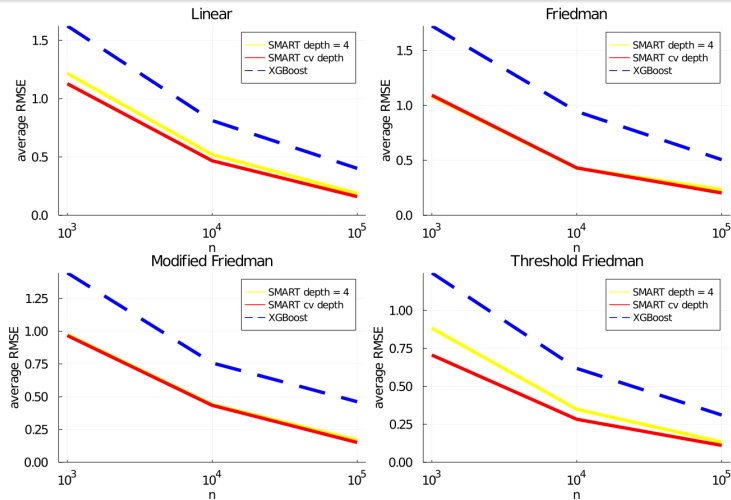 Linear
average RMSE
1.5
1.0
0.5
0.0
SMART depth = 4
SMART cv depth
XGBoost
10³
10⁴
10⁵
n
Friedman
average RMSE
1.5
1.0
0.5
0.0
SMART depth = 4
SMART cv depth
XGBoost
10³
10⁴
10⁵
n
Modified Friedman
average RMSE
1.25
1.00
0.75
0.50
0.25
0.00
SMART depth = 4
SMART cv depth
XGBoost
10³
10⁴
10⁵
n
Threshold Friedman
average RMSE
1.00
0.75
0.50
0.25
0.00
SMART depth = 4
SMART cv depth
XGBoost
10³
10⁴
10⁵
n